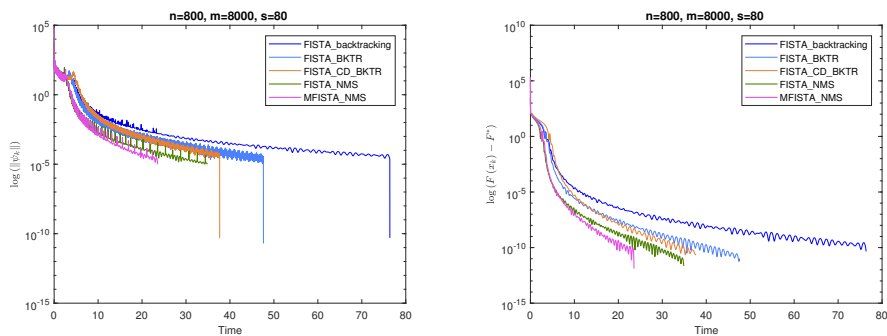 n=800, m=8000, s=80
10^5
10^0
10^-5
10^-10
10^-15
log (‖ψ_k‖)
0 10 20 30 40 50 60 70 80
Time
FISTA_backtracking
FISTA_BKTR
FISTA_CD_BKTR
FISTA_NMS
MFISTA_NMS
n=800, m=8000, s=80
10^10
10^5
10^0
10^-5
10^-10
10^-15
log (F (x_k) − F*)
0 10 20 30 40 50 60 70 80
Time
FISTA_backtracking
FISTA_BKTR
FISTA_CD_BKTR
FISTA_NMS
MFISTA_NMS